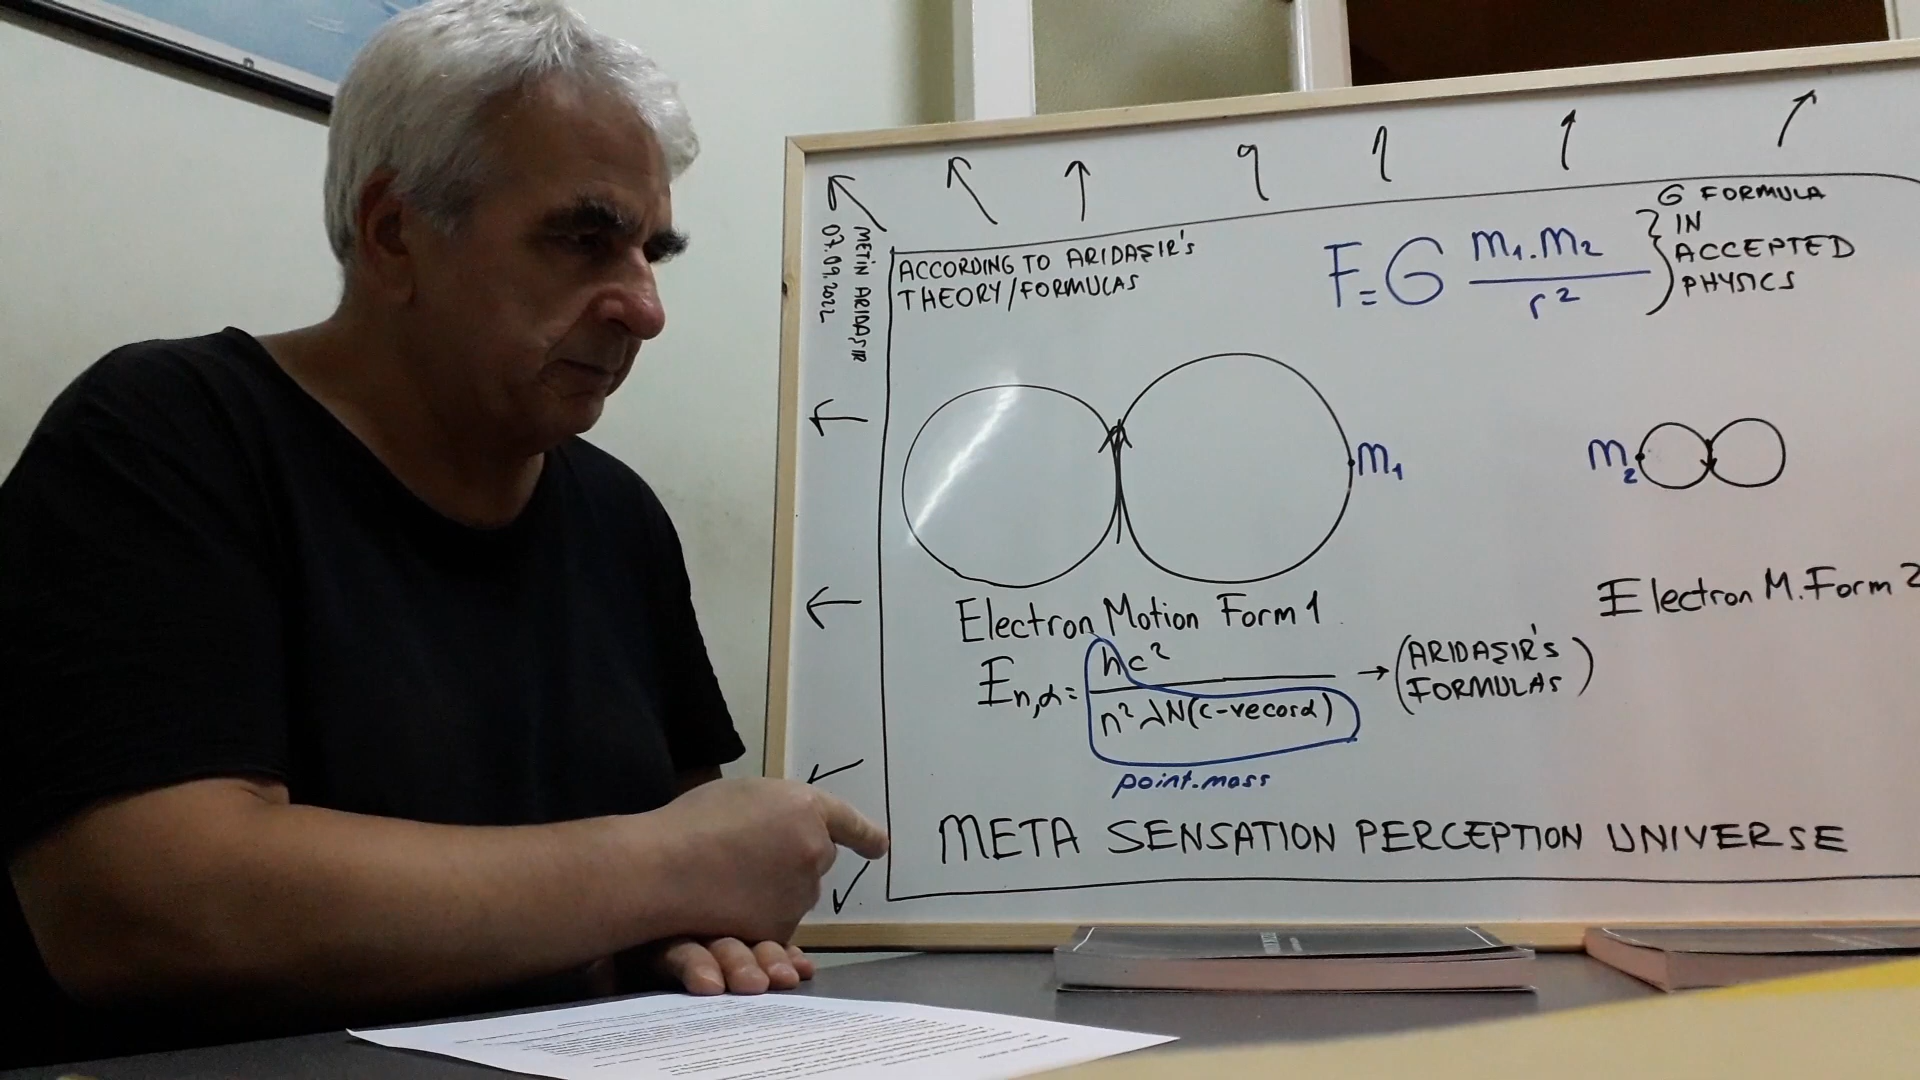 METİN ARIDAŞIR
07.09.2022
ACCORDING TO ARIDAŞIR'S
THEORY/FORMULAS
F=G m₁.m₂ / r²
G FORMULA
IN
ACCEPTED
PHYSICS
m₁
m₂
Electron Motion Form 1
Electron M. Form 2
Eₙ,α= hc² / n²λN(c-vecosα)
→ (ARIDAŞIR'S
FORMULAS)
point-mass
META SENSATION PERCEPTION UNIVERSE